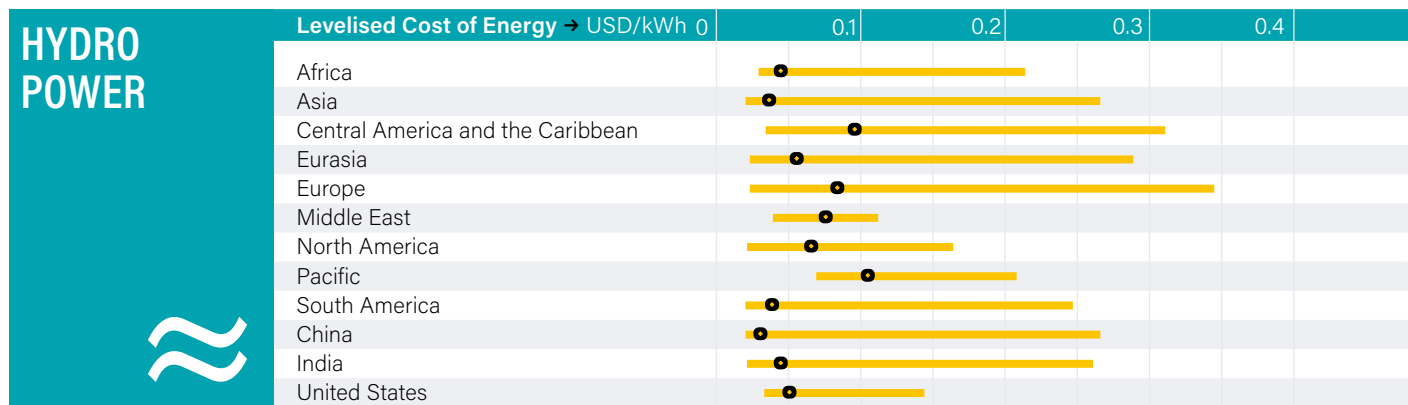 HYDRO
POWER
Levelised Cost of Energy → USD/kWh 0 0.1 0.2 0.3 0.4
Africa
Asia
Central America and the Caribbean
Eurasia
Europe
Middle East
North America
Pacific
South America
China
India
United States